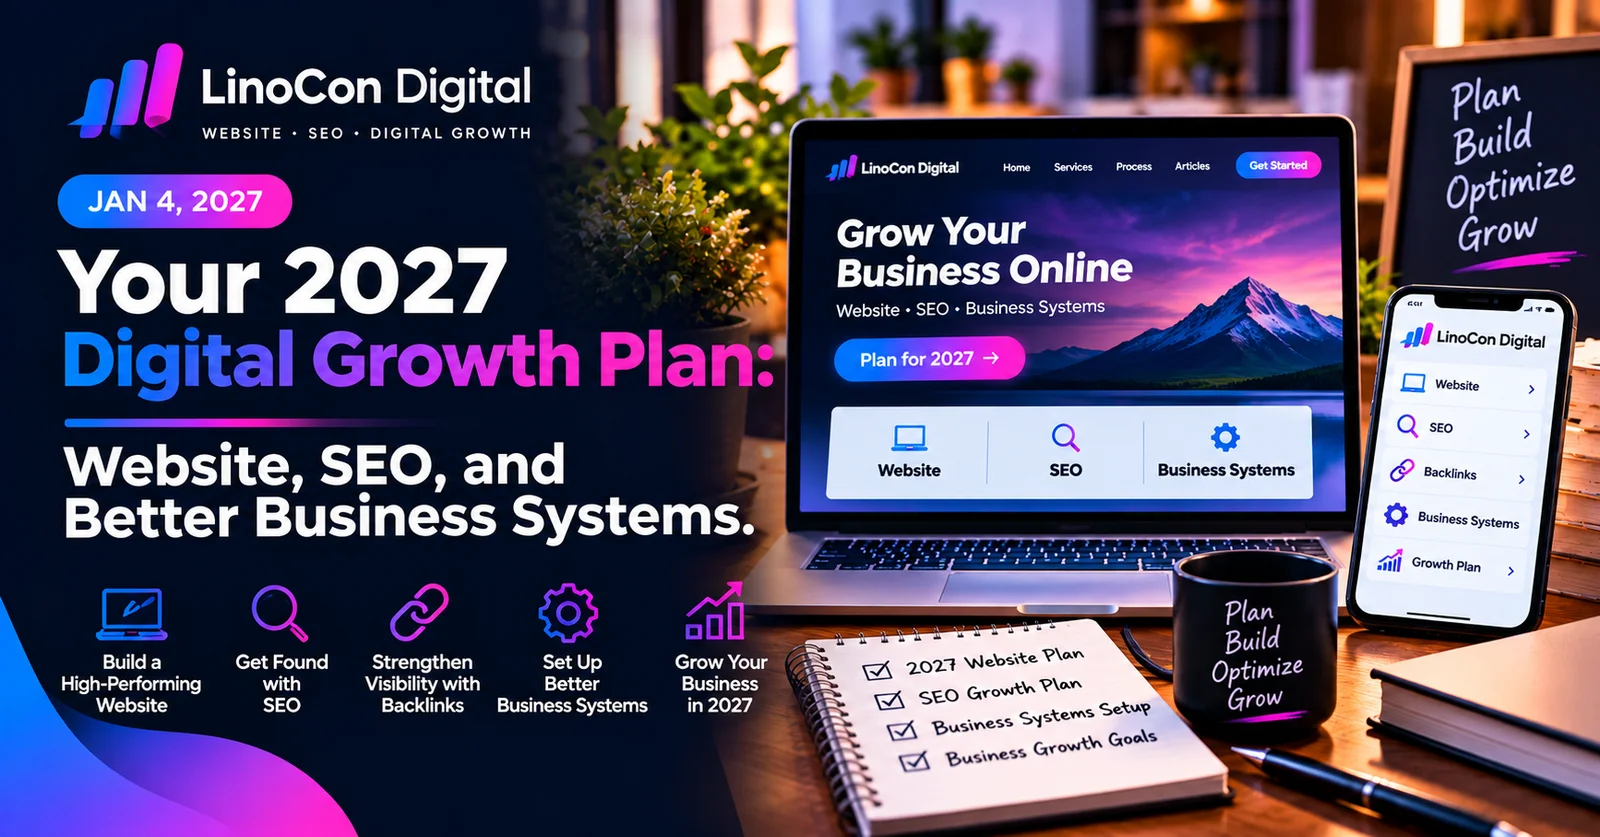 LinoCon Digital
WEBSITE • SEO • DIGITAL GROWTH
JAN 4, 2027
Your 2027
Digital Growth Plan:
Website, SEO, and
Better Business Systems.
Build a
High-Performing
Website
Get Found
with
SEO
Strengthen
Visibility with
Backlinks
Set Up
Better
Business Systems
Grow Your
Business
in 2027
LinoCon Digital
Home
Services
Process
Articles
Get Started
Grow Your
Business Online
Website • SEO • Business Systems
Plan for 2027 →
Website
SEO
Business Systems
Plan
Build
Optimize
Grow
LinoCon Digital
Website
SEO
Backlinks
Business Systems
Growth Plan
Plan
Build
Optimize
Grow
2027 Website Plan
SEO Growth Plan
Business Systems Setup
Business Growth Goals